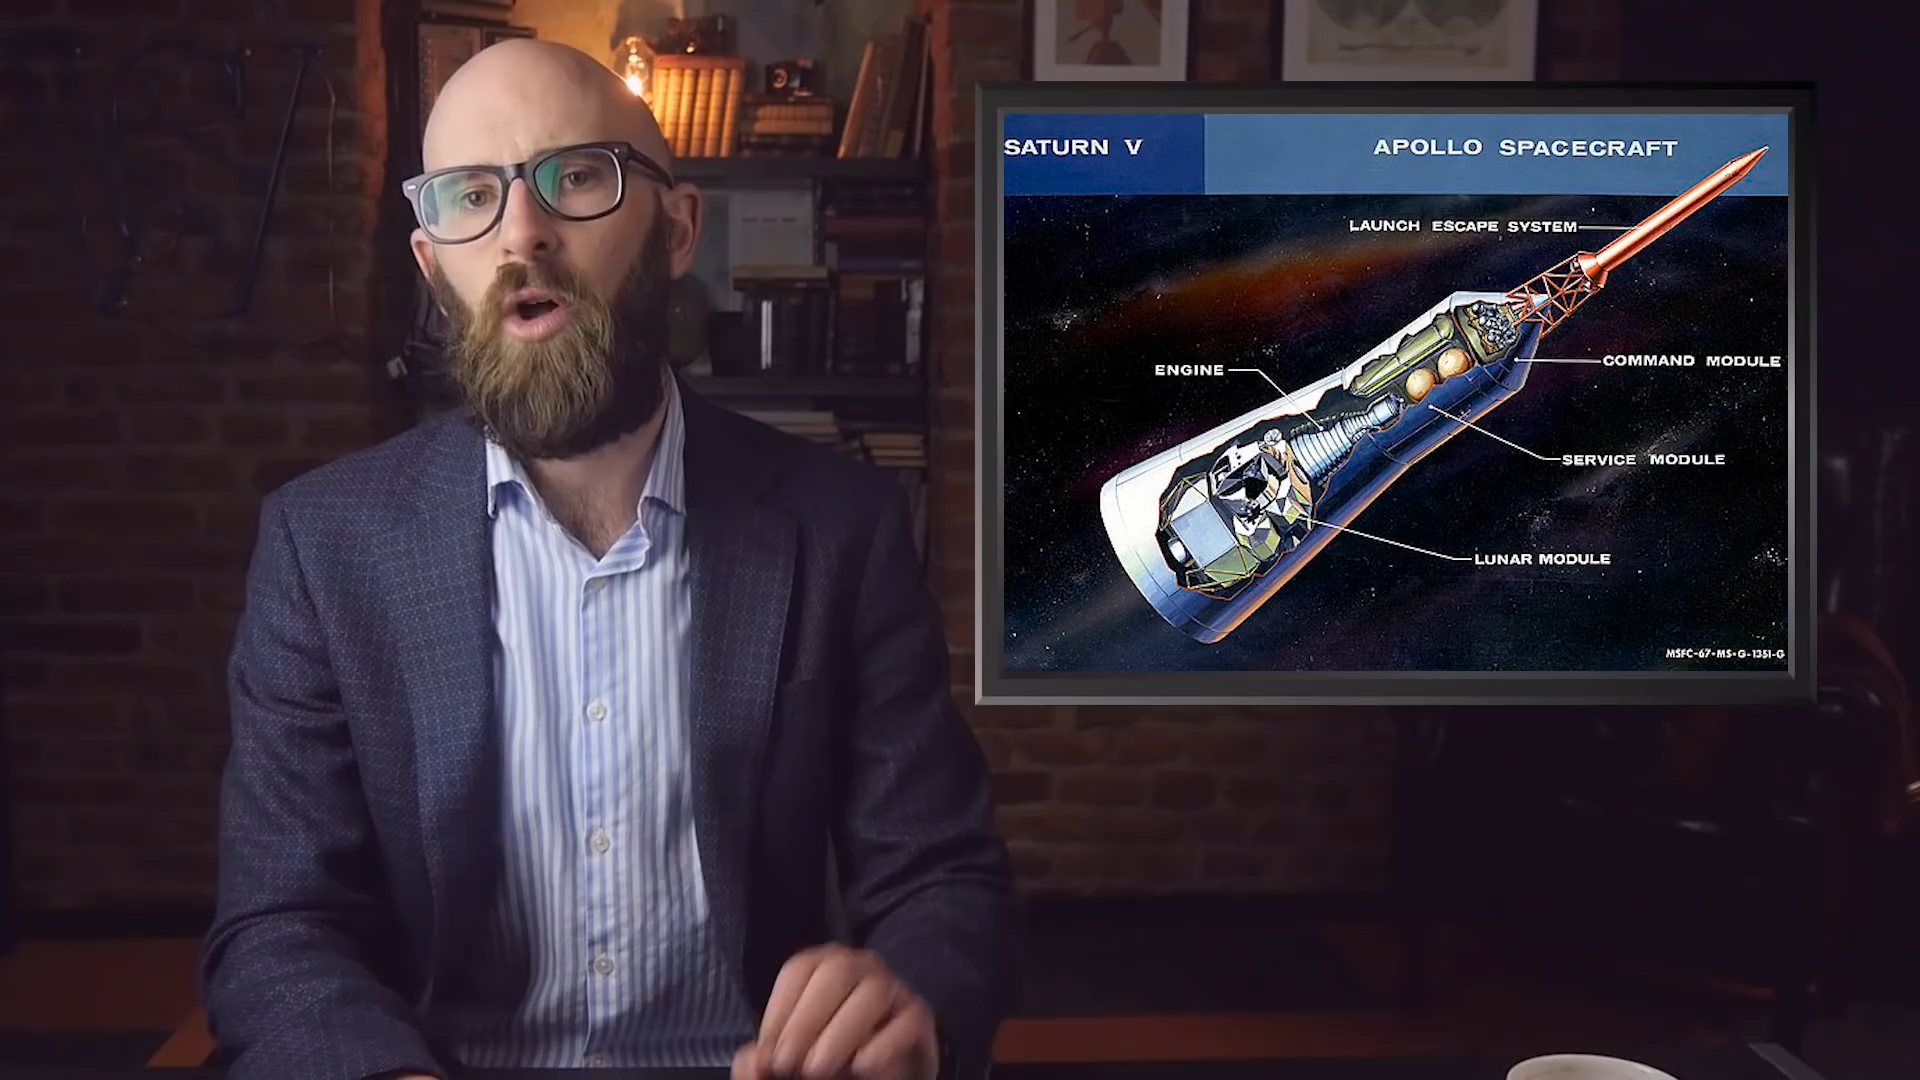 SATURN V
APOLLO SPACECRAFT
LAUNCH ESCAPE SYSTEM
COMMAND MODULE
ENGINE
SERVICE MODULE
LUNAR MODULE
MSFC-67-MS-G-1351-G